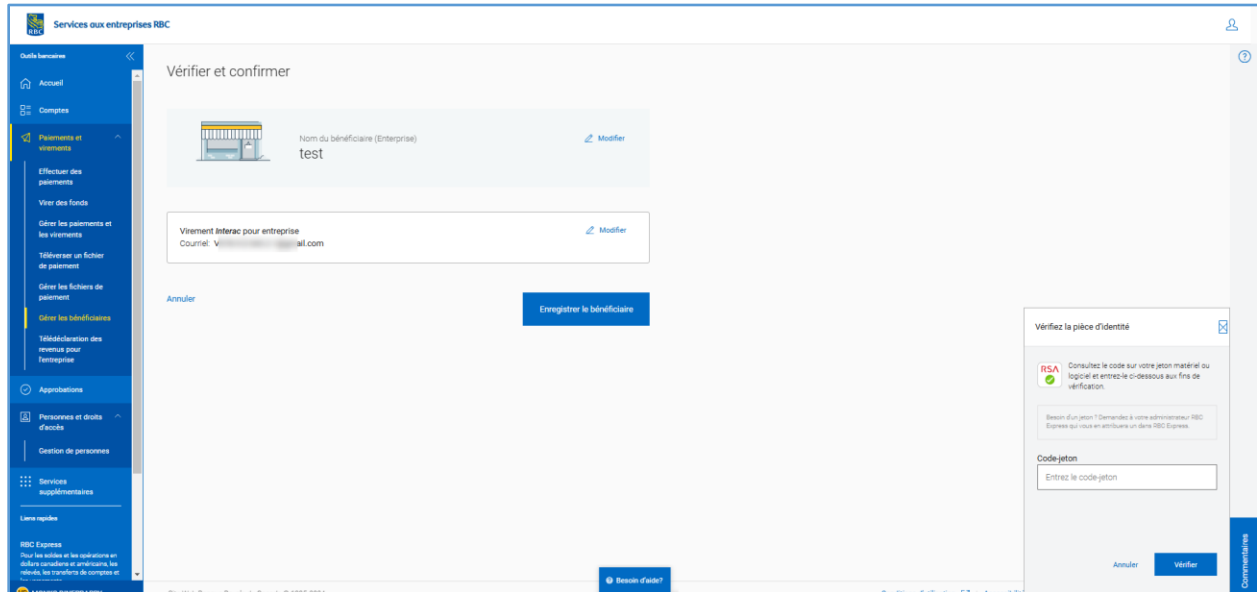 RBC
Services aux entreprises RBC
Outils bancaires
Accueil
Comptes
Paiements et
virements
Effectuer des
paiements
Virer des fonds
Gérer les paiements et
les virements
Téléverser un fichier
de paiement
Gérer les fichiers de
paiement
Gérer les bénéficiaires
Télédéclaration des
revenus pour
l'entreprise
Approbations
Personnes et droits
d'accès
Gestion de personnes
Services
supplémentaires
Liens rapides
RBC Express
Pour les soldes et les opérations en
dollars canadiens et américains, les
relevés, les transferts de comptes et
Vérifier et confirmer
Nom du bénéficiaire (Enterprise)
test
Modifier
Virement Interac pour entreprise
Courriel: V ail.com
Modifier
Annuler
Enregistrer le bénéficiaire
Besoin d'aide?
Vérifiez la pièce d'identité
RSA
Consultez le code sur votre jeton matériel ou
logiciel et entrez-le ci-dessous aux fins de
vérification.
Besoin d'un jeton ? Demandez à votre administrateur RBC
Express qui vous en attribuera un dans RBC Express.
Code-jeton
Entrez le code-jeton
Annuler
Vérifier
Commentaires